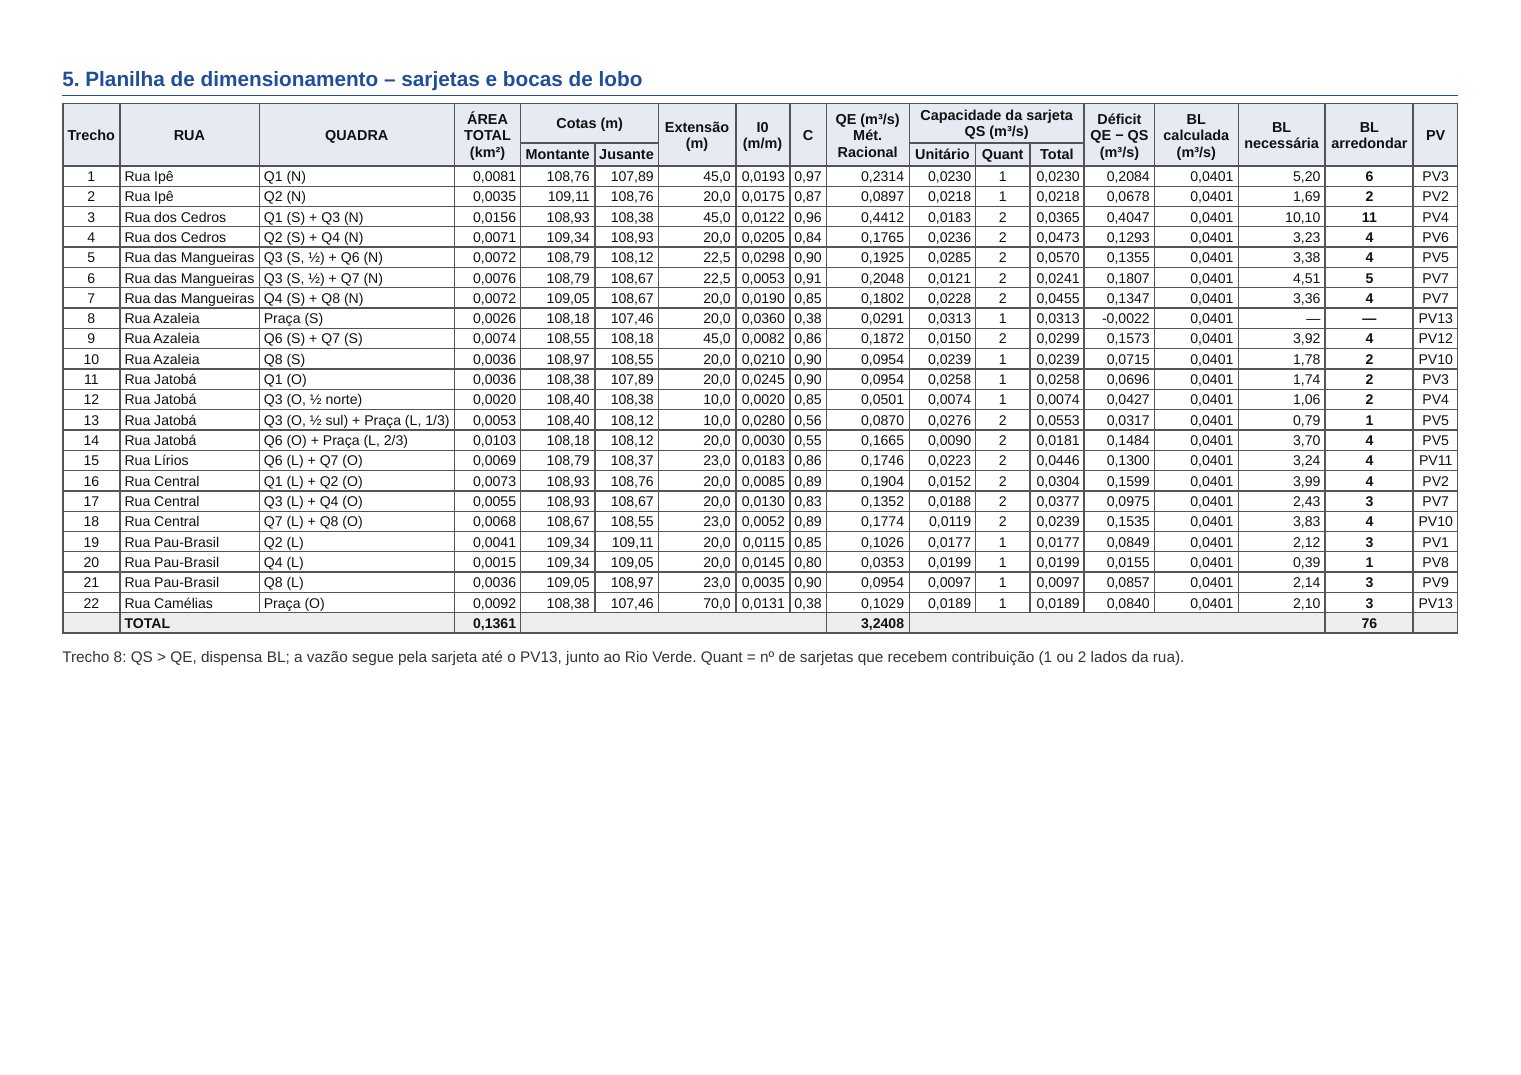 5. Planilha de dimensionamento – sarjetas e bocas de lobo
Trecho RUA QUADRA ÁREA TOTAL (km²) Cotas (m) Extensão (m) I0 (m/m) C QE (m³/s) Mét. Racional Capacidade da sarjeta QS (m³/s) Déficit QE – QS (m³/s) BL calculada (m³/s) BL necessária BL arredondar PV
Montante Jusante Unitário Quant Total
1 Rua Ipê Q1 (N) 0,0081 108,76 107,89 45,0 0,0193 0,97 0,2314 0,0230 1 0,0230 0,2084 0,0401 5,20 6 PV3
2 Rua Ipê Q2 (N) 0,0035 109,11 108,76 20,0 0,0175 0,87 0,0897 0,0218 1 0,0218 0,0678 0,0401 1,69 2 PV2
3 Rua dos Cedros Q1 (S) + Q3 (N) 0,0156 108,93 108,38 45,0 0,0122 0,96 0,4412 0,0183 2 0,0365 0,4047 0,0401 10,10 11 PV4
4 Rua dos Cedros Q2 (S) + Q4 (N) 0,0071 109,34 108,93 20,0 0,0205 0,84 0,1765 0,0236 2 0,0473 0,1293 0,0401 3,23 4 PV6
5 Rua das Mangueiras Q3 (S, ½) + Q6 (N) 0,0072 108,79 108,12 22,5 0,0298 0,90 0,1925 0,0285 2 0,0570 0,1355 0,0401 3,38 4 PV5
6 Rua das Mangueiras Q3 (S, ½) + Q7 (N) 0,0076 108,79 108,67 22,5 0,0053 0,91 0,2048 0,0121 2 0,0241 0,1807 0,0401 4,51 5 PV7
7 Rua das Mangueiras Q4 (S) + Q8 (N) 0,0072 109,05 108,67 20,0 0,0190 0,85 0,1802 0,0228 2 0,0455 0,1347 0,0401 3,36 4 PV7
8 Rua Azaleia Praça (S) 0,0026 108,18 107,46 20,0 0,0360 0,38 0,0291 0,0313 1 0,0313 -0,0022 0,0401 — — PV13
9 Rua Azaleia Q6 (S) + Q7 (S) 0,0074 108,55 108,18 45,0 0,0082 0,86 0,1872 0,0150 2 0,0299 0,1573 0,0401 3,92 4 PV12
10 Rua Azaleia Q8 (S) 0,0036 108,97 108,55 20,0 0,0210 0,90 0,0954 0,0239 1 0,0239 0,0715 0,0401 1,78 2 PV10
11 Rua Jatobá Q1 (O) 0,0036 108,38 107,89 20,0 0,0245 0,90 0,0954 0,0258 1 0,0258 0,0696 0,0401 1,74 2 PV3
12 Rua Jatobá Q3 (O, ½ norte) 0,0020 108,40 108,38 10,0 0,0020 0,85 0,0501 0,0074 1 0,0074 0,0427 0,0401 1,06 2 PV4
13 Rua Jatobá Q3 (O, ½ sul) + Praça (L, 1/3) 0,0053 108,40 108,12 10,0 0,0280 0,56 0,0870 0,0276 2 0,0553 0,0317 0,0401 0,79 1 PV5
14 Rua Jatobá Q6 (O) + Praça (L, 2/3) 0,0103 108,18 108,12 20,0 0,0030 0,55 0,1665 0,0090 2 0,0181 0,1484 0,0401 3,70 4 PV5
15 Rua Lírios Q6 (L) + Q7 (O) 0,0069 108,79 108,37 23,0 0,0183 0,86 0,1746 0,0223 2 0,0446 0,1300 0,0401 3,24 4 PV11
16 Rua Central Q1 (L) + Q2 (O) 0,0073 108,93 108,76 20,0 0,0085 0,89 0,1904 0,0152 2 0,0304 0,1599 0,0401 3,99 4 PV2
17 Rua Central Q3 (L) + Q4 (O) 0,0055 108,93 108,67 20,0 0,0130 0,83 0,1352 0,0188 2 0,0377 0,0975 0,0401 2,43 3 PV7
18 Rua Central Q7 (L) + Q8 (O) 0,0068 108,67 108,55 23,0 0,0052 0,89 0,1774 0,0119 2 0,0239 0,1535 0,0401 3,83 4 PV10
19 Rua Pau-Brasil Q2 (L) 0,0041 109,34 109,11 20,0 0,0115 0,85 0,1026 0,0177 1 0,0177 0,0849 0,0401 2,12 3 PV1
20 Rua Pau-Brasil Q4 (L) 0,0015 109,34 109,05 20,0 0,0145 0,80 0,0353 0,0199 1 0,0199 0,0155 0,0401 0,39 1 PV8
21 Rua Pau-Brasil Q8 (L) 0,0036 109,05 108,97 23,0 0,0035 0,90 0,0954 0,0097 1 0,0097 0,0857 0,0401 2,14 3 PV9
22 Rua Camélias Praça (O) 0,0092 108,38 107,46 70,0 0,0131 0,38 0,1029 0,0189 1 0,0189 0,0840 0,0401 2,10 3 PV13
TOTAL 0,1361 3,2408 76
Trecho 8: QS > QE, dispensa BL; a vazão segue pela sarjeta até o PV13, junto ao Rio Verde. Quant = nº de sarjetas que recebem contribuição (1 ou 2 lados da rua).